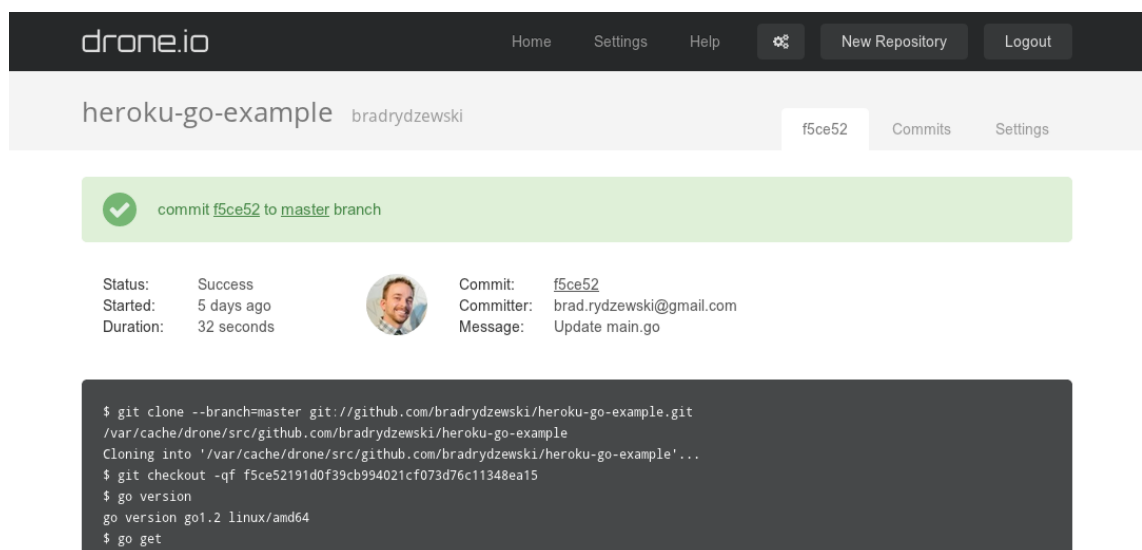 drone.io
Home Settings Help New Repository Logout
heroku-go-example bradrydzewski
f5ce52 Commits Settings
commit f5ce52 to master branch
Status: Success
Started: 5 days ago
Duration: 32 seconds
Commit: f5ce52
Committer: brad.rydzewski@gmail.com
Message: Update main.go
$ git clone --branch=master git://github.com/bradrydzewski/heroku-go-example.git
/var/cache/drone/src/github.com/bradrydzewski/heroku-go-example
Cloning into '/var/cache/drone/src/github.com/bradrydzewski/heroku-go-example'...
$ git checkout -qf f5ce52191d0f39cb994021cf073d76c11348ea15
$ go version
go version go1.2 linux/amd64
$ go get